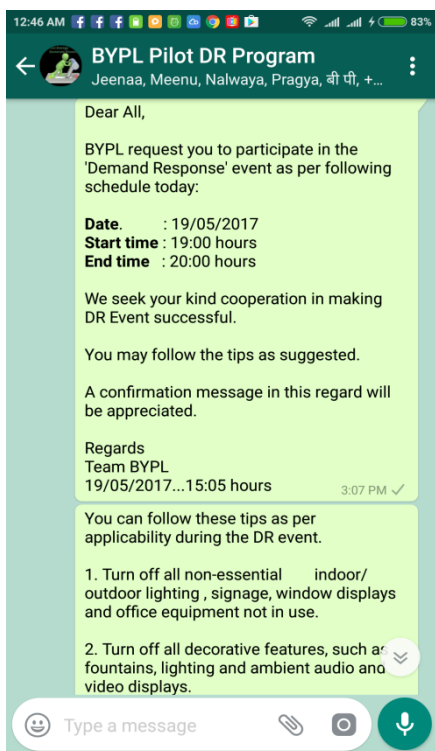 12:46 AM 83%
BYPL Pilot DR Program
Jeenaa, Meenu, Nalwaya, Pragya, बी पी, +...
Dear All,
BYPL request you to participate in the
'Demand Response' event as per following
schedule today:
Date. : 19/05/2017
Start time : 19:00 hours
End time : 20:00 hours
We seek your kind cooperation in making
DR Event successful.
You may follow the tips as suggested.
A confirmation message in this regard will
be appreciated.
Regards
Team BYPL
19/05/2017...15:05 hours
3:07 PM
You can follow these tips as per
applicability during the DR event.
1. Turn off all non-essential indoor/
outdoor lighting , signage, window displays
and office equipment not in use.
2. Turn off all decorative features, such as
fountains, lighting and ambient audio and
video displays.
Type a message